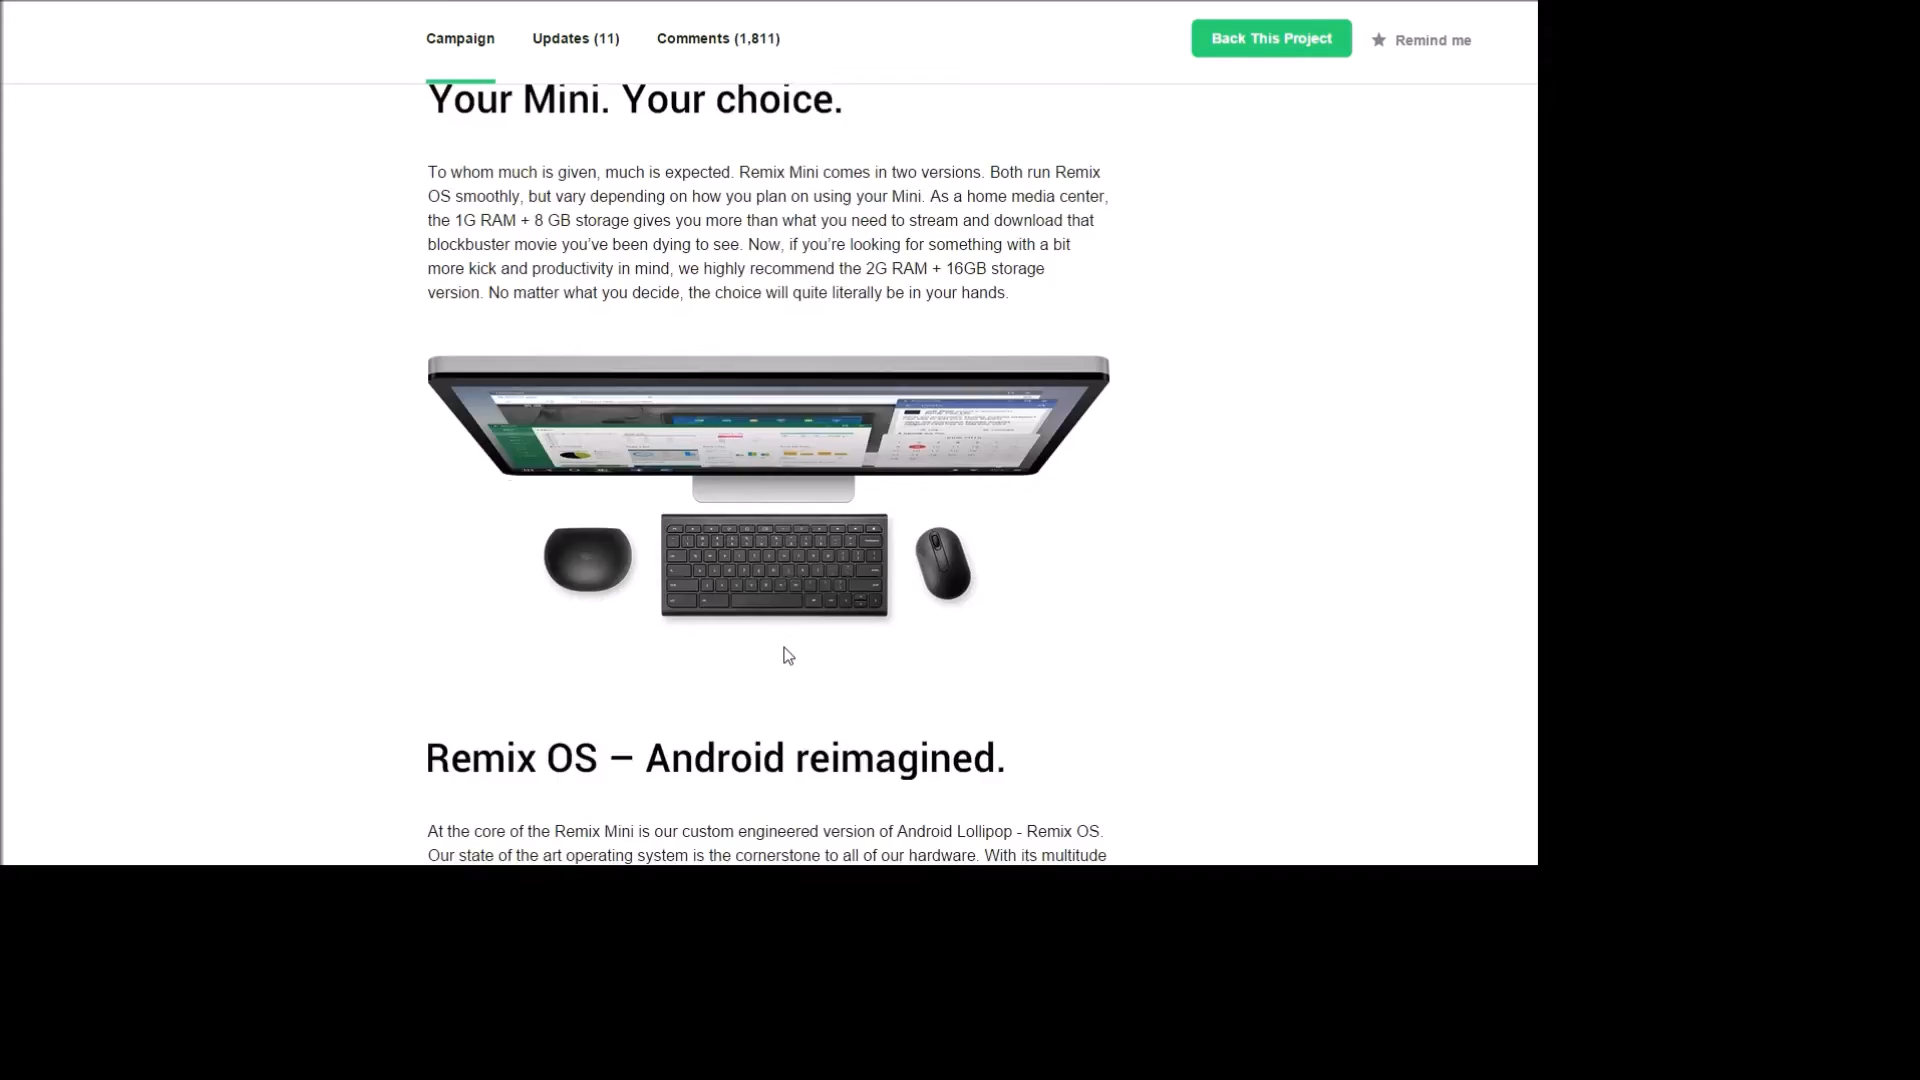 Campaign Updates (11) Comments (1,811) Back This Project Remind me
Your Mini. Your choice.
To whom much is given, much is expected. Remix Mini comes in two versions. Both run Remix
OS smoothly, but vary depending on how you plan on using your Mini. As a home media center,
the 1G RAM + 8 GB storage gives you more than what you need to stream and download that
blockbuster movie you’ve been dying to see. Now, if you’re looking for something with a bit
more kick and productivity in mind, we highly recommend the 2G RAM + 16GB storage
version. No matter what you decide, the choice will quite literally be in your hands.
Remix OS – Android reimagined.
At the core of the Remix Mini is our custom engineered version of Android Lollipop - Remix OS.
Our state of the art operating system is the cornerstone to all of our hardware. With its multitude